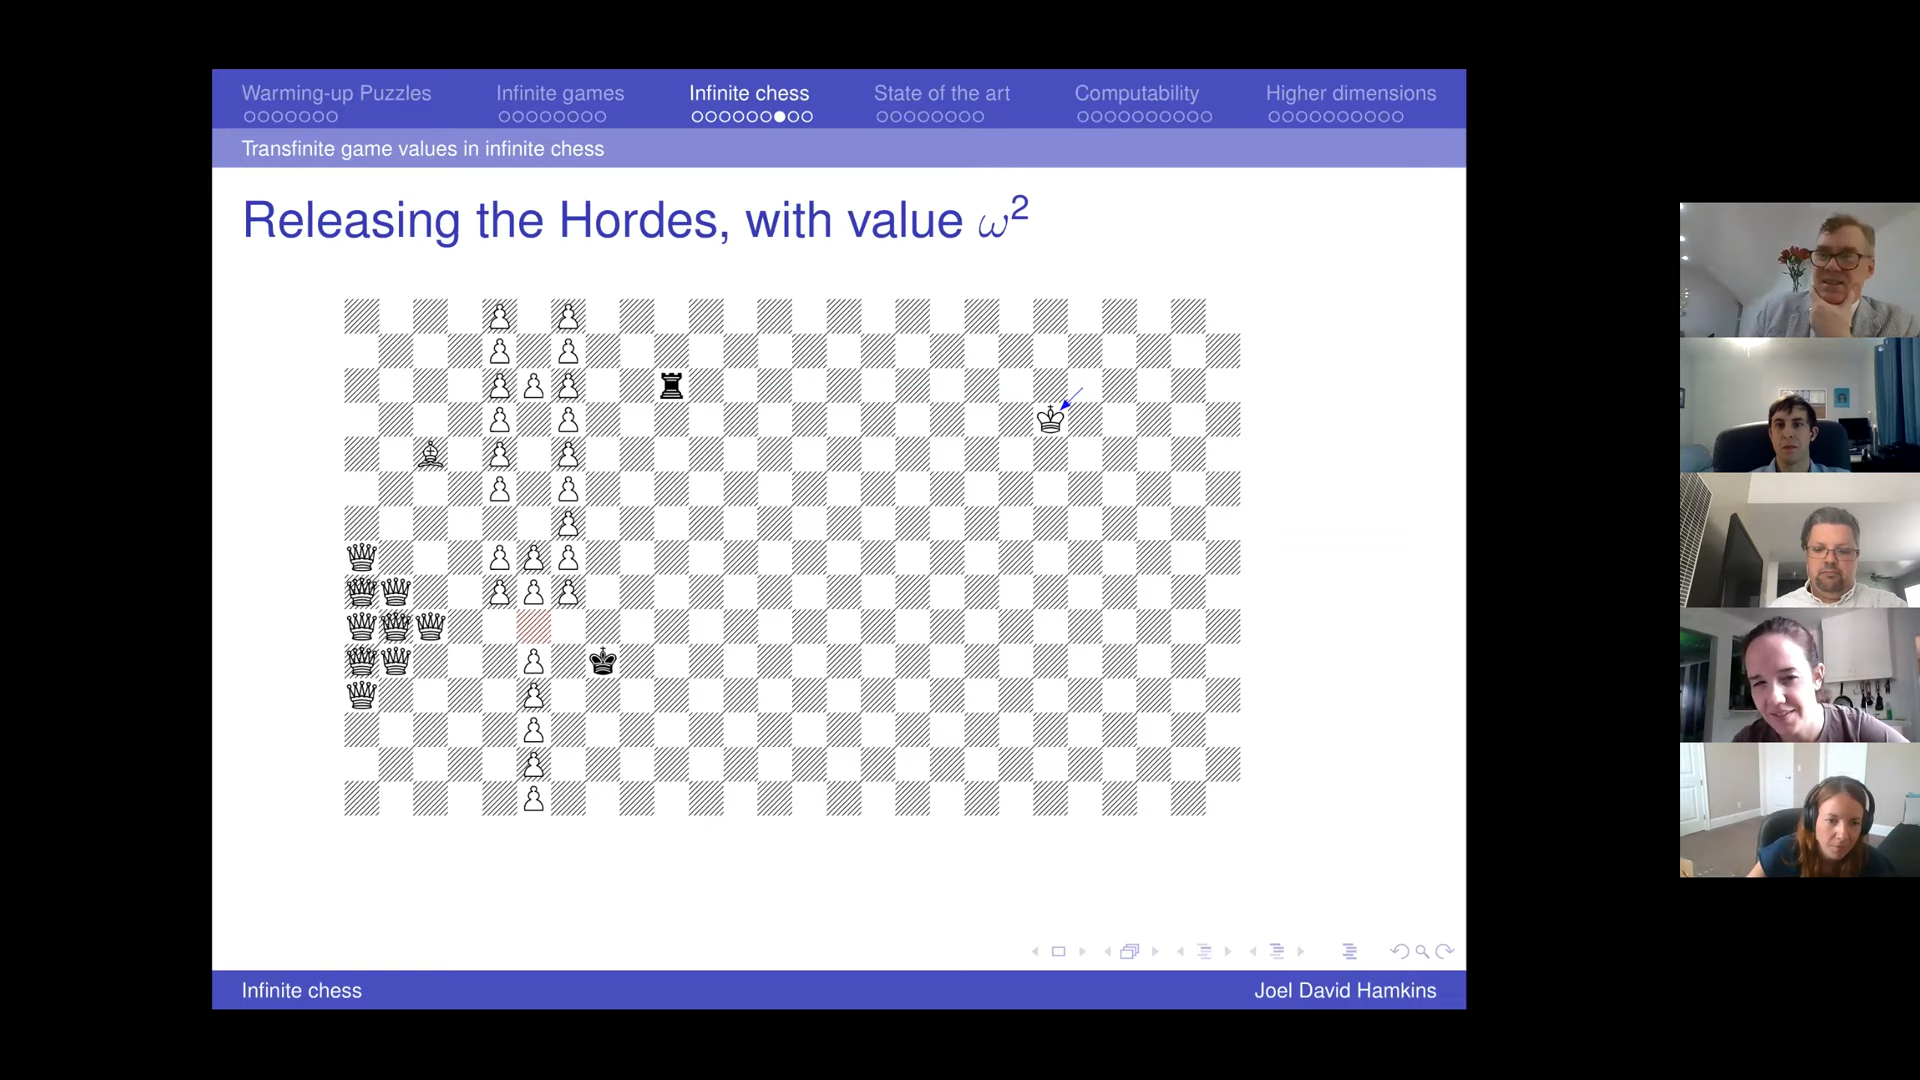 Warming-up Puzzles Infinite games Infinite chess State of the art Computability Higher dimensions
Transfinite game values in infinite chess
Releasing the Hordes, with value ω²
Infinite chess Joel David Hamkins